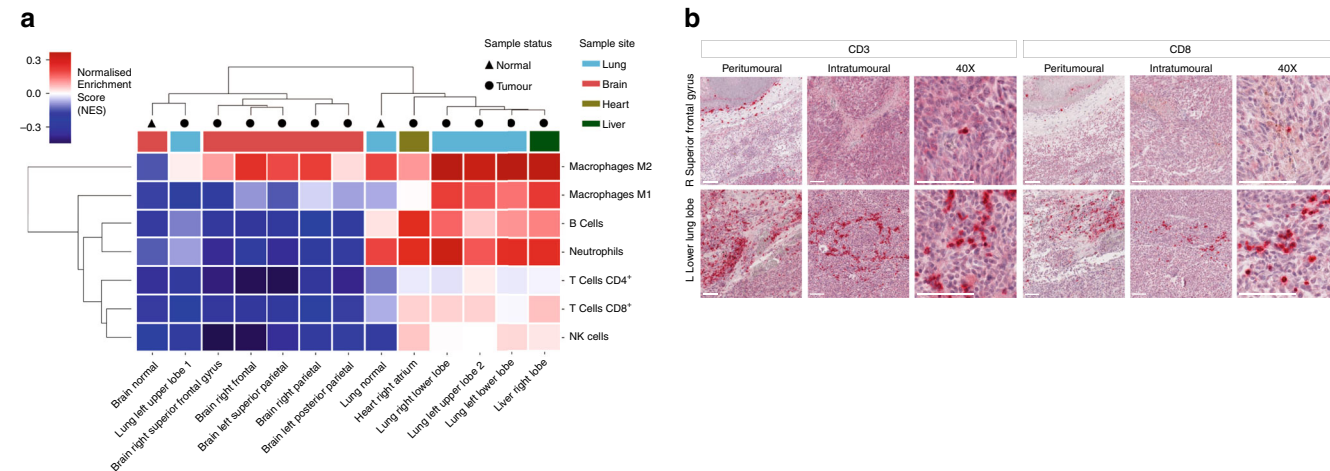 a
0.3
0.0
−0.3
Normalised
Enrichment
Score
(NES)
Sample status
Normal
Tumour
Sample site
Lung
Brain
Heart
Liver
Macrophages M2
Macrophages M1
B Cells
Neutrophils
T Cells CD4+
T Cells CD8+
NK cells
Brain normal
Lung left upper lobe 1
Brain right superior frontal gyrus
Brain right frontal
Brain left superior parietal
Brain right parietal
Brain left posterior parietal
Lung normal
Heart right atrium
Lung right lower lobe
Lung left upper lobe 2
Lung left lower lobe
Liver right lobe
b
CD3
CD8
Peritumoural
Intratumoural
40X
Peritumoural
Intratumoural
40X
R Superior frontal gyrus
L Lower lung lobe